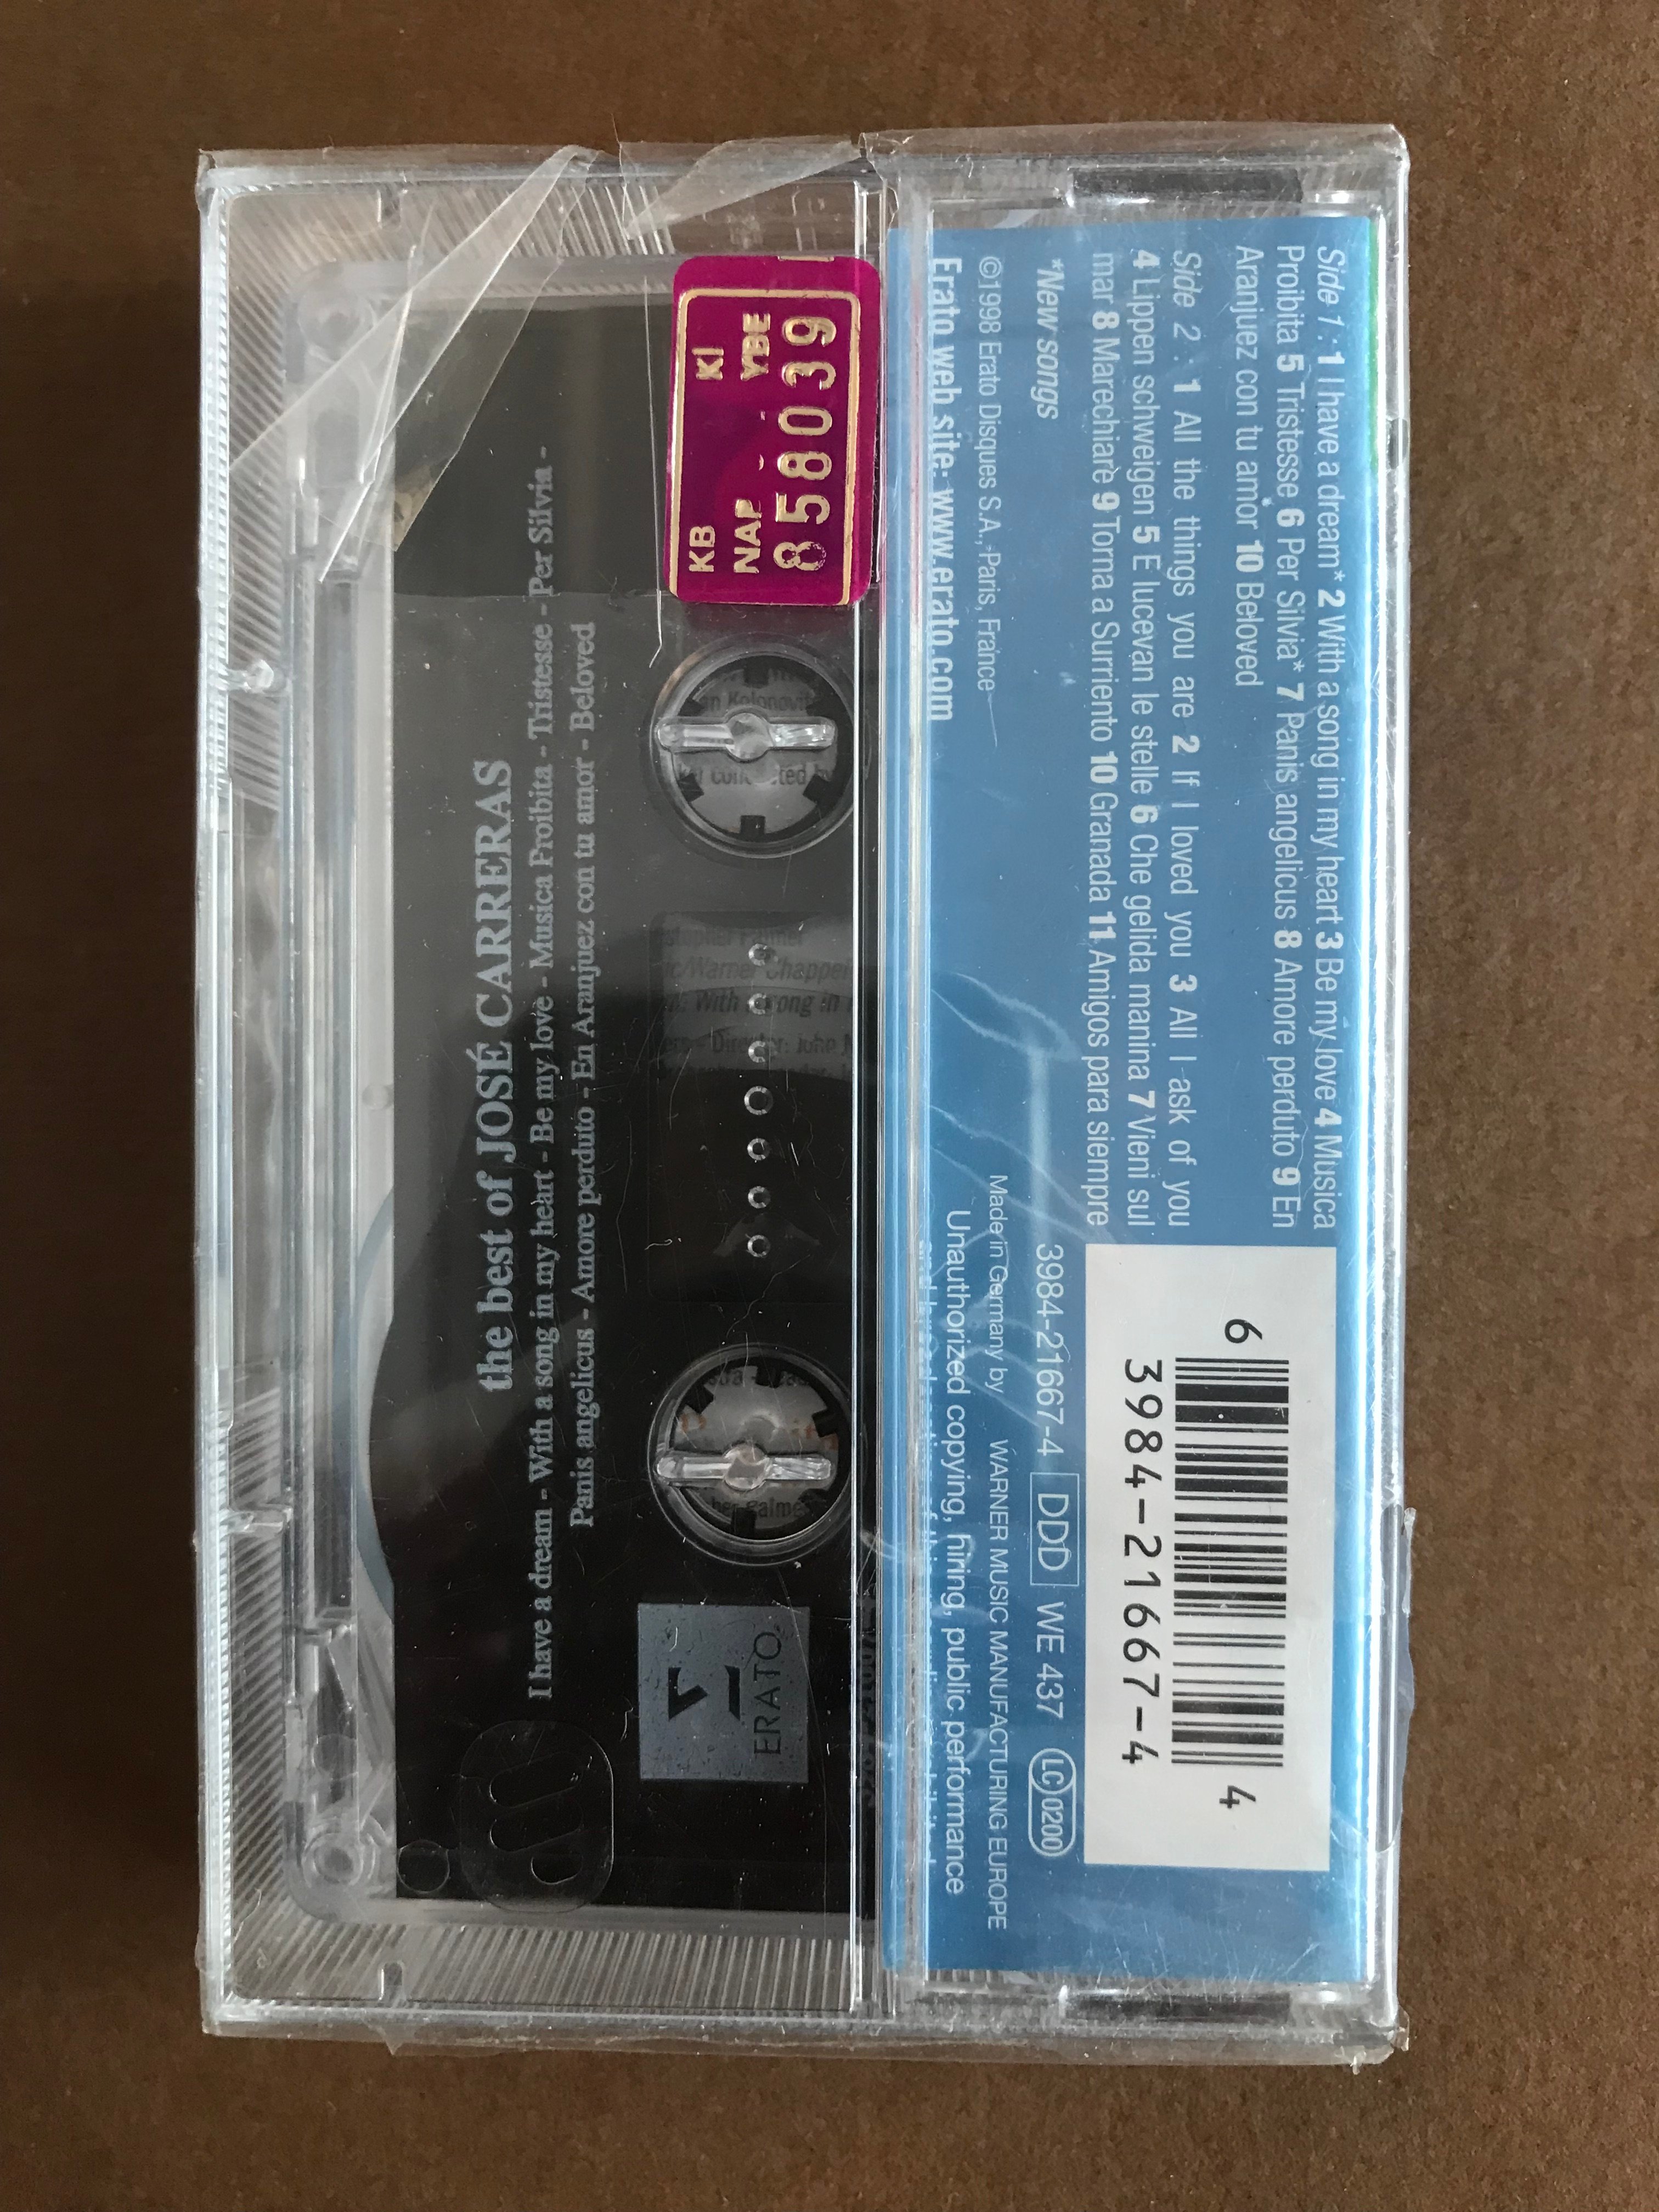 Side 1 : 1 I have a dream* 2 With a song in my heart 3 Be my love 4 Musica
Proibita 5 Tristesse 6 Per Silvia* 7 Panis angelicus 8 Amore perduto 9 En
Aranjuez con tu amor 10 Beloved
Side 2 : 1 All the things you are 2 If I loved you 3 All I ask of you
4 Lippen schweigen 5 E lucevan le stelle 6 Che gelida manina 7 Vieni sul
mar 8 Marechiare 9 Torna a Surriento 10 Granada 11 Amigos para siempre
*New songs
©1998 Erato Disques S.A., Paris, France
Erato web site: www.erato.com
6 3984-21667-4 4
3984-21667-4 DDD WE 437 LC 0200
Made in Germany by WARNER MUSIC MANUFACTURING EUROPE
Unauthorized copying, hiring, public performance
KB KI
NAP YBE
858039
the best of JOSÉ CARRERAS
I have a dream - With a song in my heart - Be my love - Musica Proibita - Tristesse - Per Silvia -
Panis angelicus - Amore perduto - En Aranjuez con tu amor - Beloved
ERATO